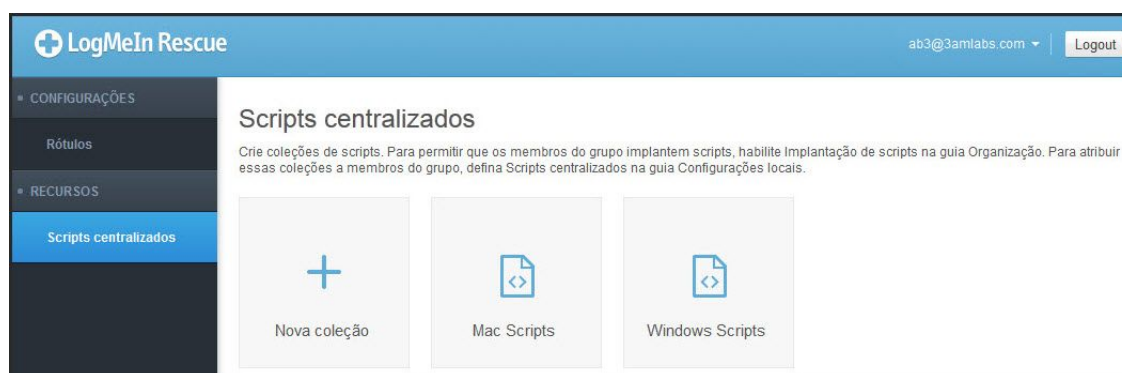 LogMeIn Rescue
ab3@3amlabs.com
Logout
CONFIGURAÇÕES
Rótulos
RECURSOS
Scripts centralizados
Scripts centralizados
Crie coleções de scripts. Para permitir que os membros do grupo implantem scripts, habilite Implantação de scripts na guia Organização. Para atribuir
essas coleções a membros do grupo, defina Scripts centralizados na guia Configurações locais.
Nova coleção
Mac Scripts
Windows Scripts